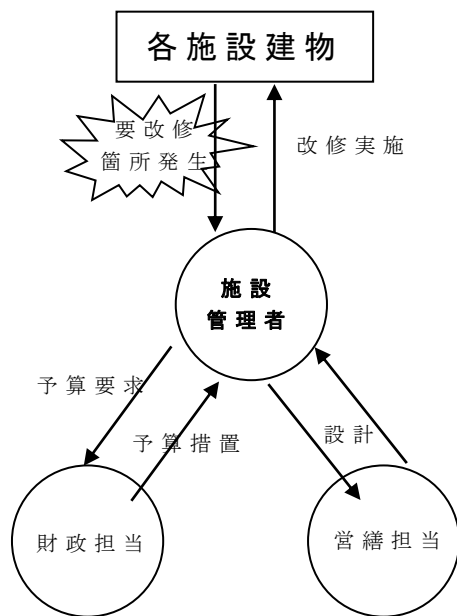 各施設建物
要改修
箇所発生
改修実施
施設
管理者
予算要求
予算措置
設計
財政担当
営繕担当